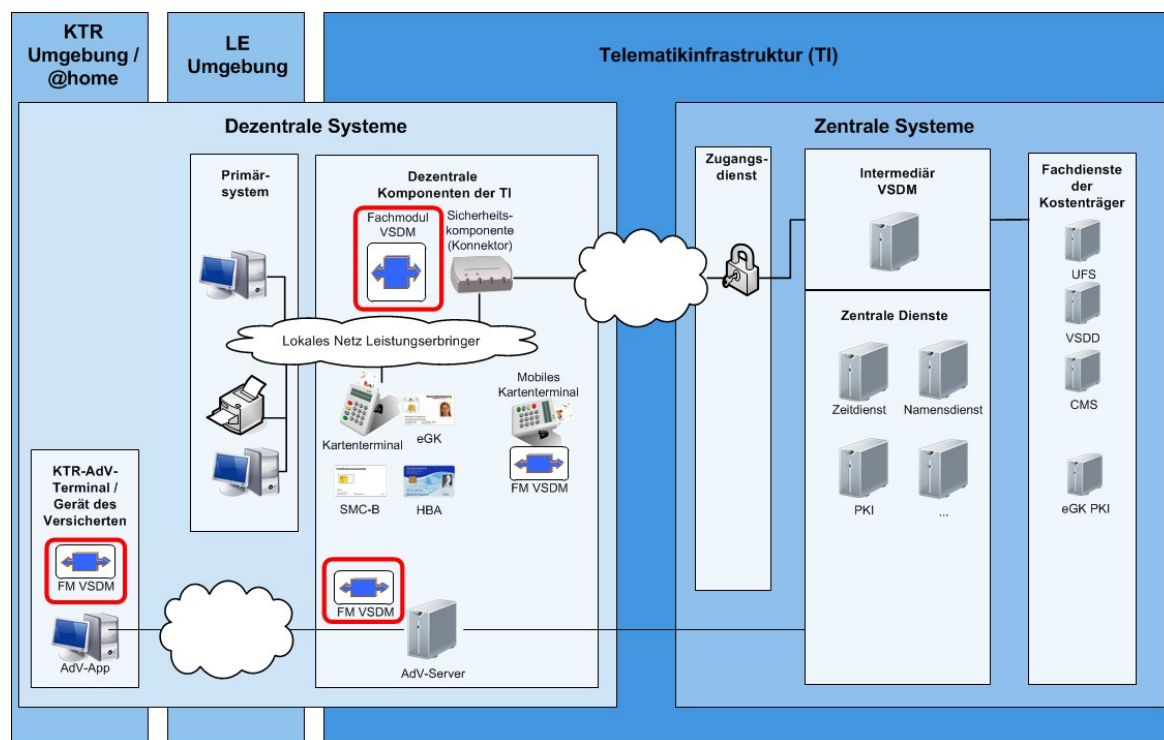 KTR
Umgebung /
@home
LE
Umgebung
Telematikinfrastruktur (TI)
Dezentrale Systeme
Zentrale Systeme
Primär-
system
Dezentrale
Komponenten der TI
Fachmodul
VSDM
Sicherheits-
komponente
(Konnektor)
Lokales Netz Leistungserbringer
Kartenterminal
eGK
Mobiles
Kartenterminal
FM VSDM
SMC-B
HBA
KTR-AdV-
Terminal /
Gerät des
Versicherten
FM VSDM
AdV-App
FM VSDM
AdV-Server
Zugangs-
dienst
Intermediär
VSDM
Zentrale Dienste
Zeitdienst
Namensdienst
PKI
...
Fachdienste
der
Kostenträger
UFS
VSDD
CMS
eGK PKI